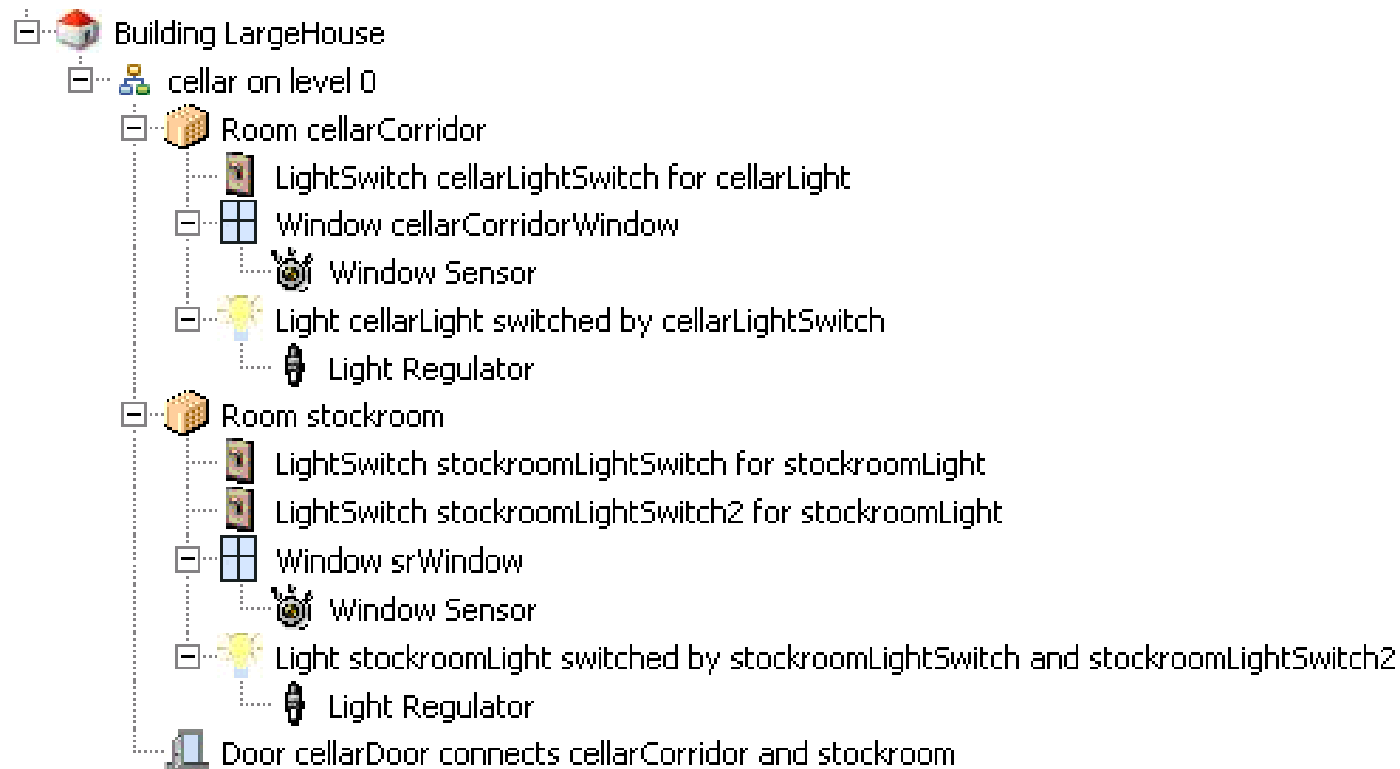 Building LargeHouse
cellar on level 0
Room cellarCorridor
LightSwitch cellarLightSwitch for cellarLight
Window cellarCorridorWindow
Window Sensor
Light cellarLight switched by cellarLightSwitch
Light Regulator
Room stockroom
LightSwitch stockroomLightSwitch for stockroomLight
LightSwitch stockroomLightSwitch2 for stockroomLight
Window srWindow
Window Sensor
Light stockroomLight switched by stockroomLightSwitch and stockroomLightSwitch2
Light Regulator
Door cellarDoor connects cellarCorridor and stockroom